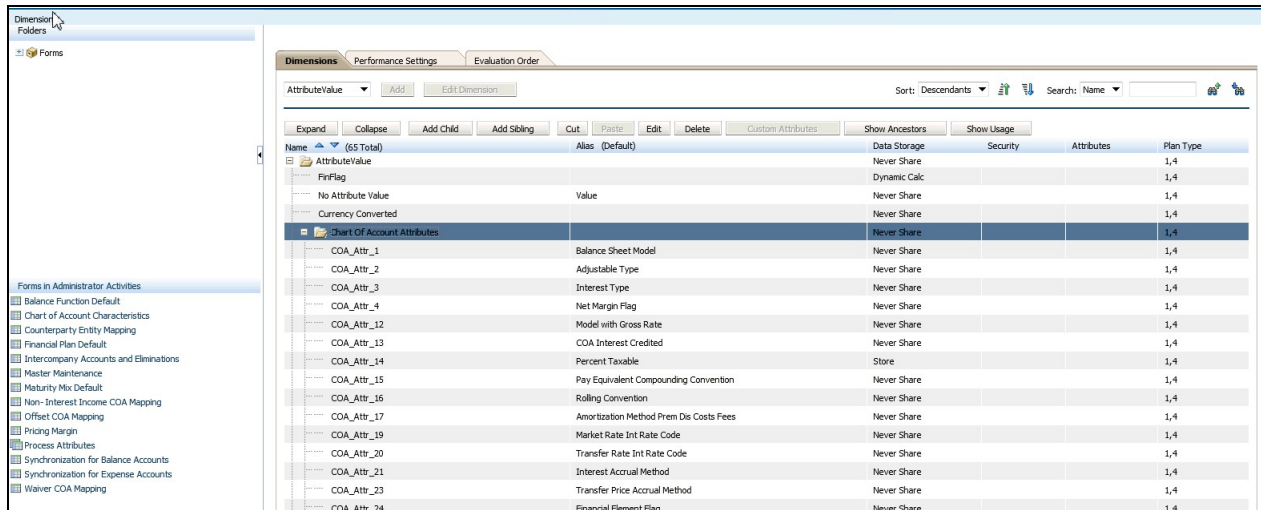 Dimension
Folders
Forms
Forms in Administrator Activities
Balance Function Default
Chart of Account Characteristics
Counterparty Entity Mapping
Financial Plan Default
Intercompany Accounts and Eliminations
Master Maintenance
Maturity Mix Default
Non-Interest Income COA Mapping
Offset COA Mapping
Pricing Margin
Process Attributes
Synchronization for Balance Accounts
Synchronization for Expense Accounts
Waiver COA Mapping
Dimensions Performance Settings Evaluation Order
AttributeValue Add Edit Dimension Sort: Descendants Search: Name
Expand Collapse Add Child Add Sibling Cut Paste Edit Delete Custom Attributes Show Ancestors Show Usage
Name (65 Total) Alias (Default) Data Storage Security Attributes Plan Type
AttributeValue Never Share 1,4
FinFlag Dynamic Calc 1,4
No Attribute Value Value Never Share 1,4
Currency Converted Never Share 1,4
Chart Of Account Attributes Never Share 1,4
COA_Attr_1 Balance Sheet Model Never Share 1,4
COA_Attr_2 Adjustable Type Never Share 1,4
COA_Attr_3 Interest Type Never Share 1,4
COA_Attr_4 Net Margin Flag Never Share 1,4
COA_Attr_12 Model with Gross Rate Never Share 1,4
COA_Attr_13 COA Interest Credited Never Share 1,4
COA_Attr_14 Percent Taxable Store 1,4
COA_Attr_15 Pay Equivalent Compounding Convention Never Share 1,4
COA_Attr_16 Rolling Convention Never Share 1,4
COA_Attr_17 Amortization Method Prem Dis Costs Fees Never Share 1,4
COA_Attr_19 Market Rate Int Rate Code Never Share 1,4
COA_Attr_20 Transfer Rate Int Rate Code Never Share 1,4
COA_Attr_21 Interest Accrual Method Never Share 1,4
COA_Attr_23 Transfer Price Accrual Method Never Share 1,4
COA_Attr_24 Financial Element Flag Never Share 1,4